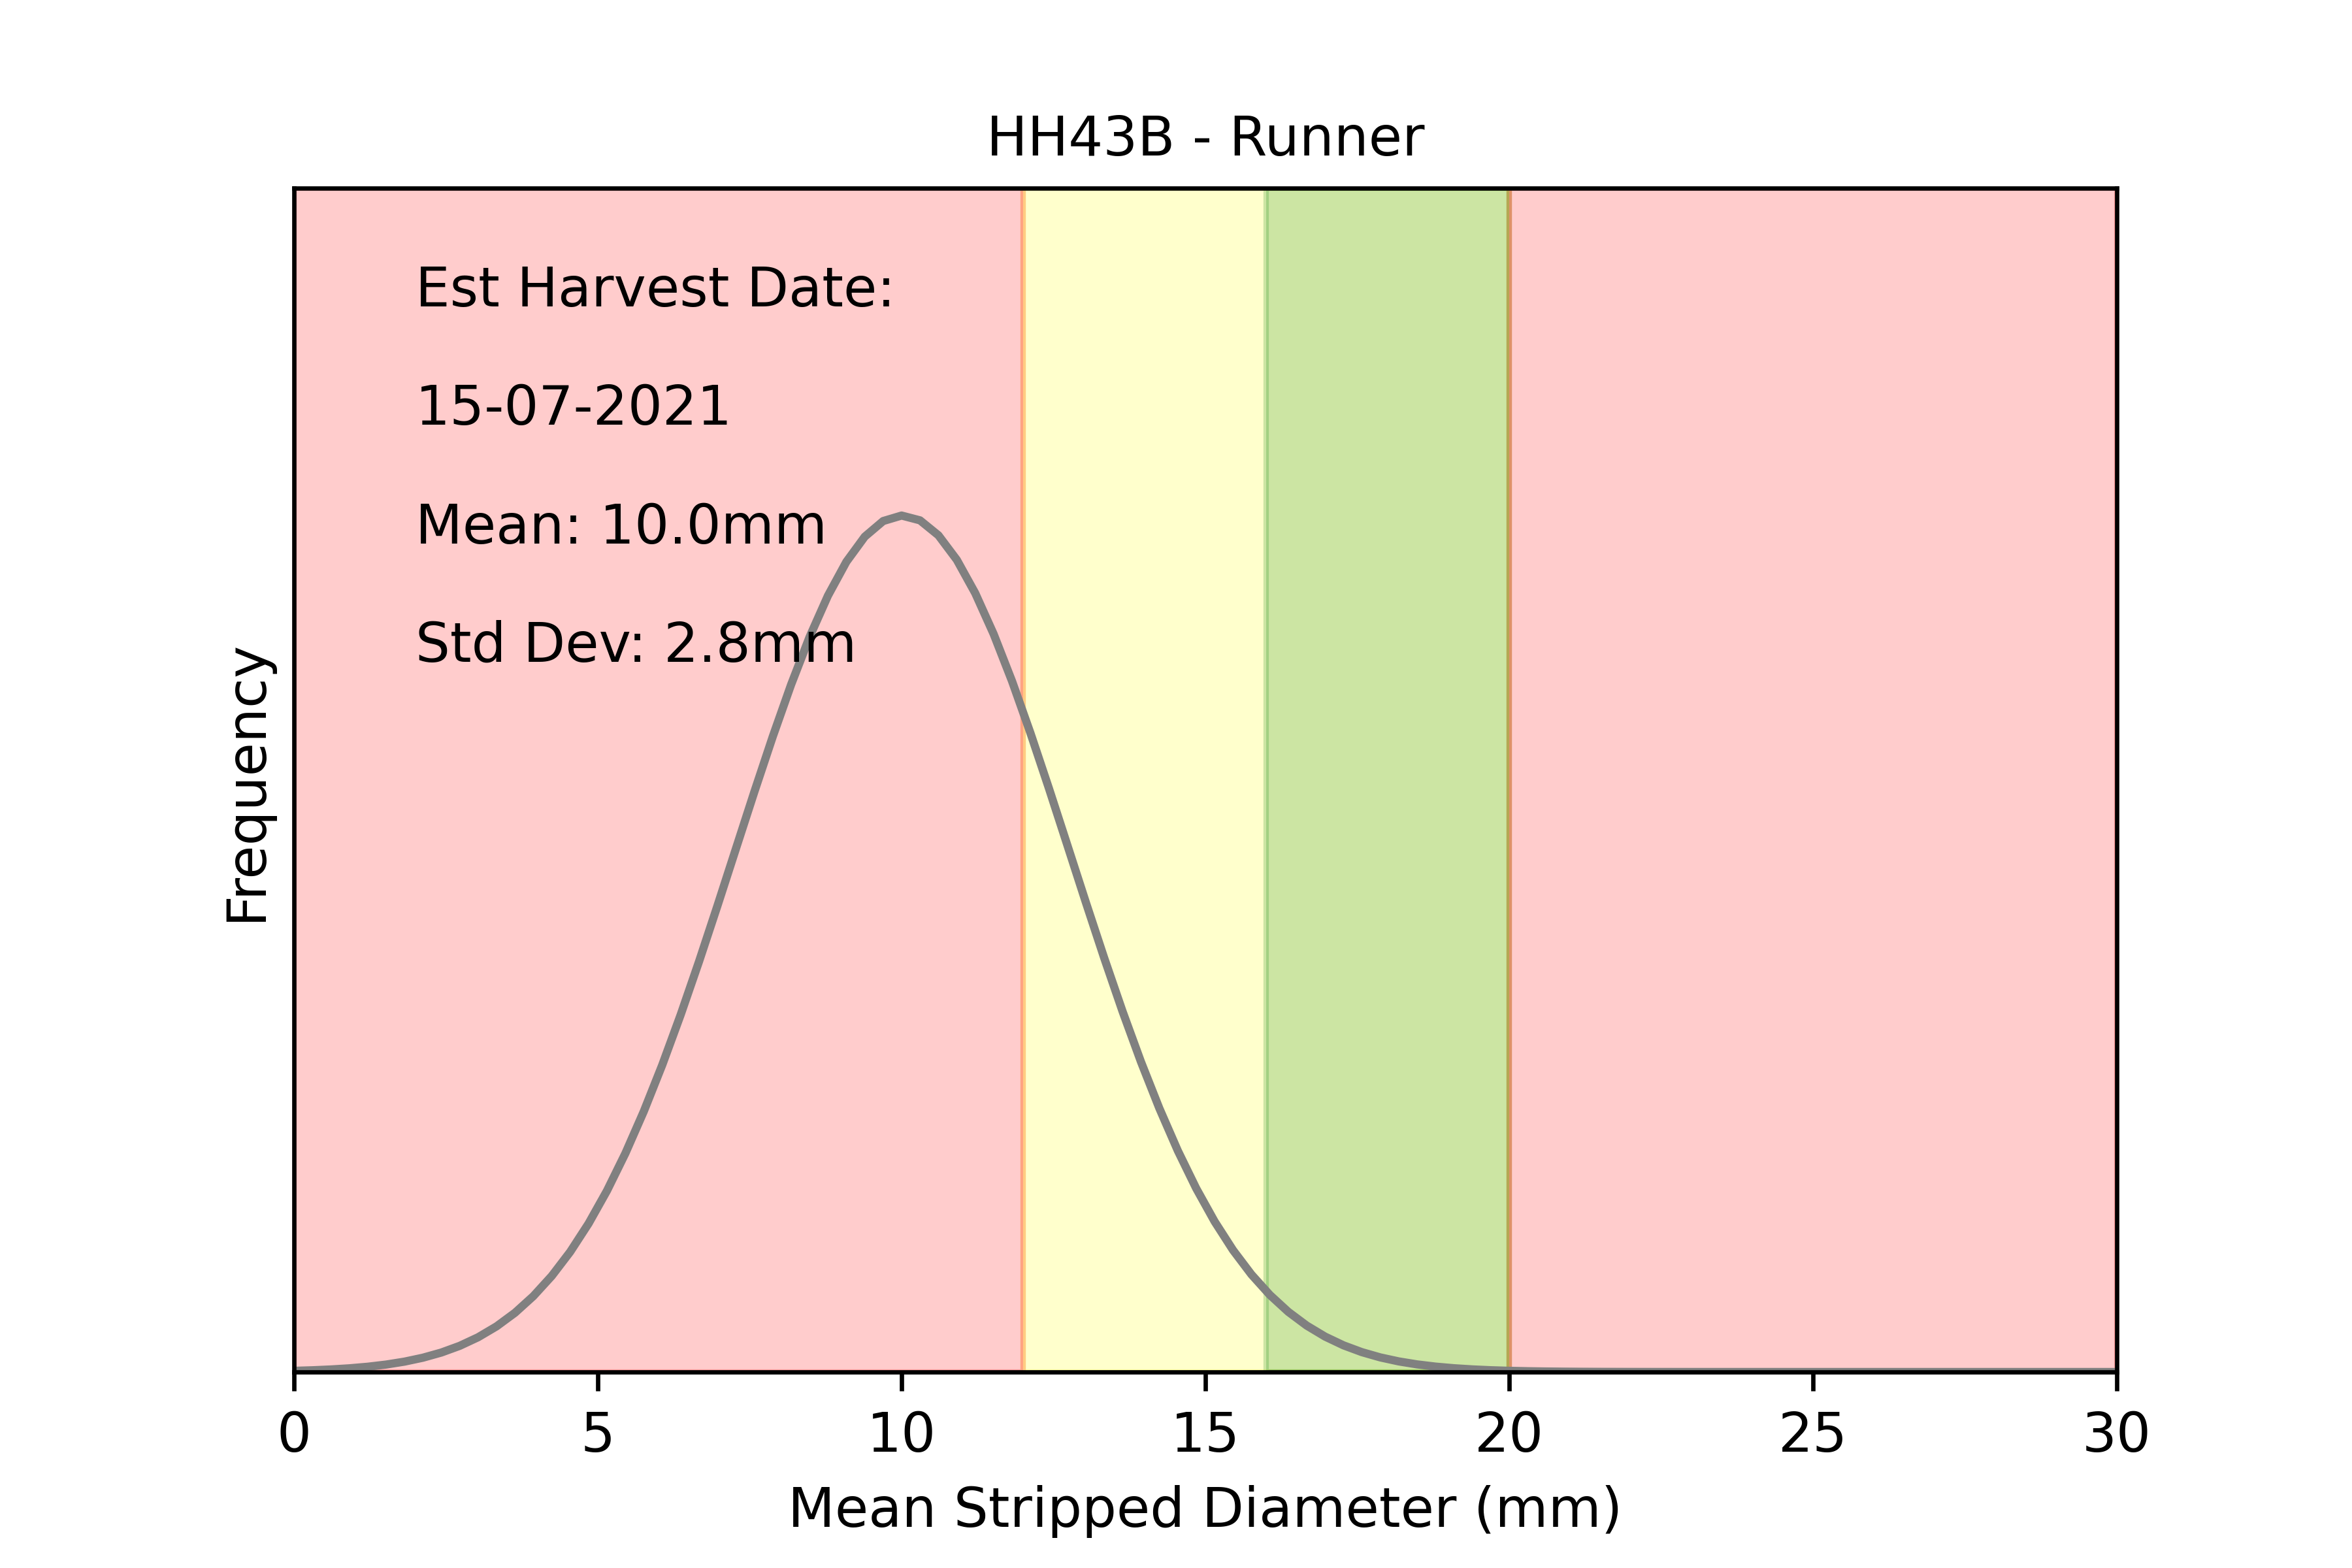 HH43B - Runner
Est Harvest Date:
15-07-2021
Mean: 10.0mm
Std Dev: 2.8mm
Frequency
0 5 10 15 20 25 30
Mean Stripped Diameter (mm)